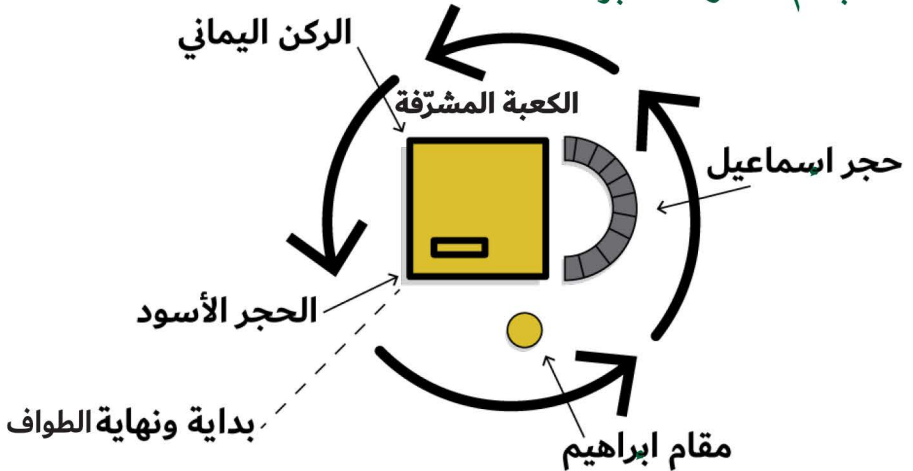 الركن اليماني
الكعبة المشرّفة
حجر اسماعيل
الحجر الأسود
بداية ونهاية الطواف
مقام ابراهيم